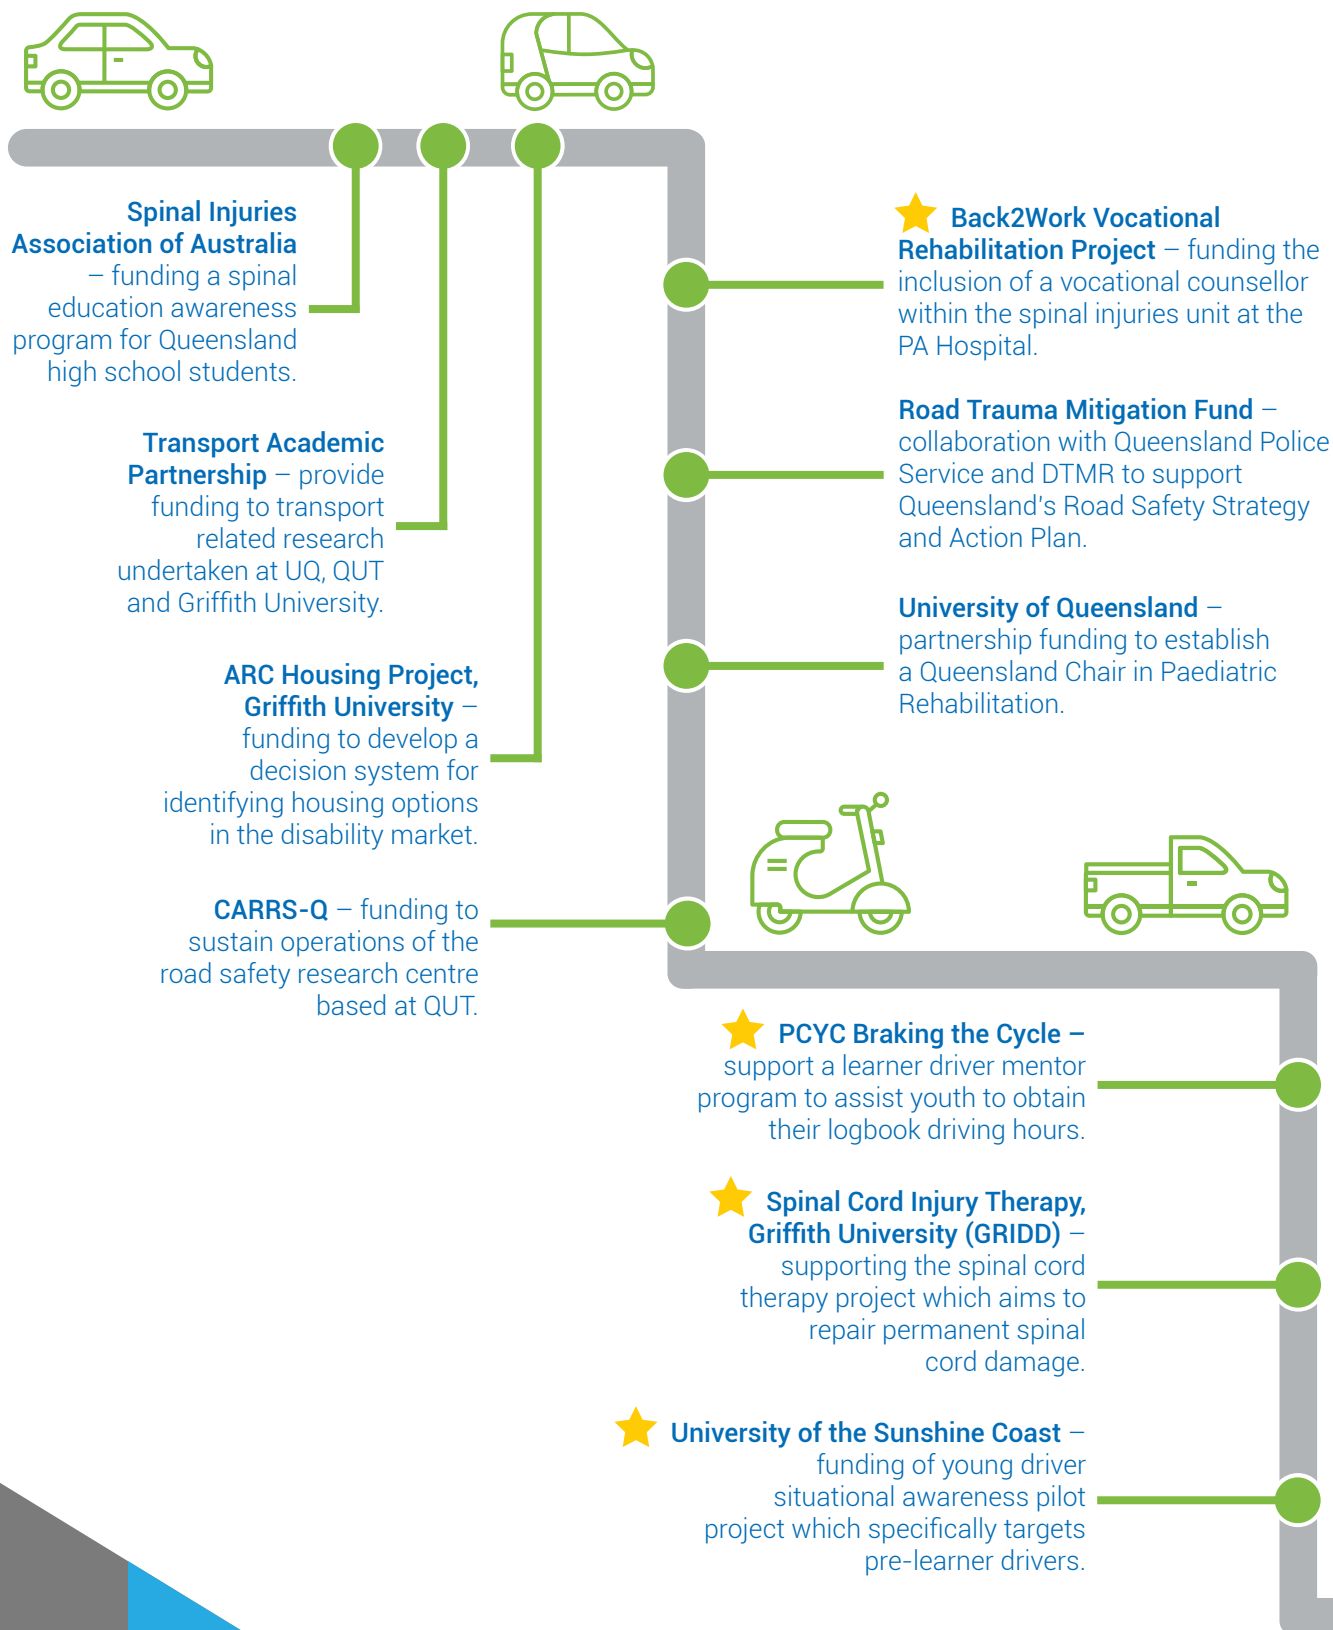 Spinal Injuries
Association of Australia
– funding a spinal
education awareness
program for Queensland
high school students.
Transport Academic
Partnership – provide
funding to transport
related research
undertaken at UQ, QUT
and Griffith University.
ARC Housing Project,
Griffith University –
funding to develop a
decision system for
identifying housing options
in the disability market.
CARRS-Q – funding to
sustain operations of the
road safety research centre
based at QUT.
Back2Work Vocational
Rehabilitation Project – funding the
inclusion of a vocational counsellor
within the spinal injuries unit at the
PA Hospital.
Road Trauma Mitigation Fund –
collaboration with Queensland Police
Service and DTMR to support
Queensland's Road Safety Strategy
and Action Plan.
University of Queensland –
partnership funding to establish
a Queensland Chair in Paediatric
Rehabilitation.
PCYC Braking the Cycle –
support a learner driver mentor
program to assist youth to obtain
their logbook driving hours.
Spinal Cord Injury Therapy,
Griffith University (GRIDD) –
supporting the spinal cord
therapy project which aims to
repair permanent spinal
cord damage.
University of the Sunshine Coast –
funding of young driver
situational awareness pilot
project which specifically targets
pre-learner drivers.